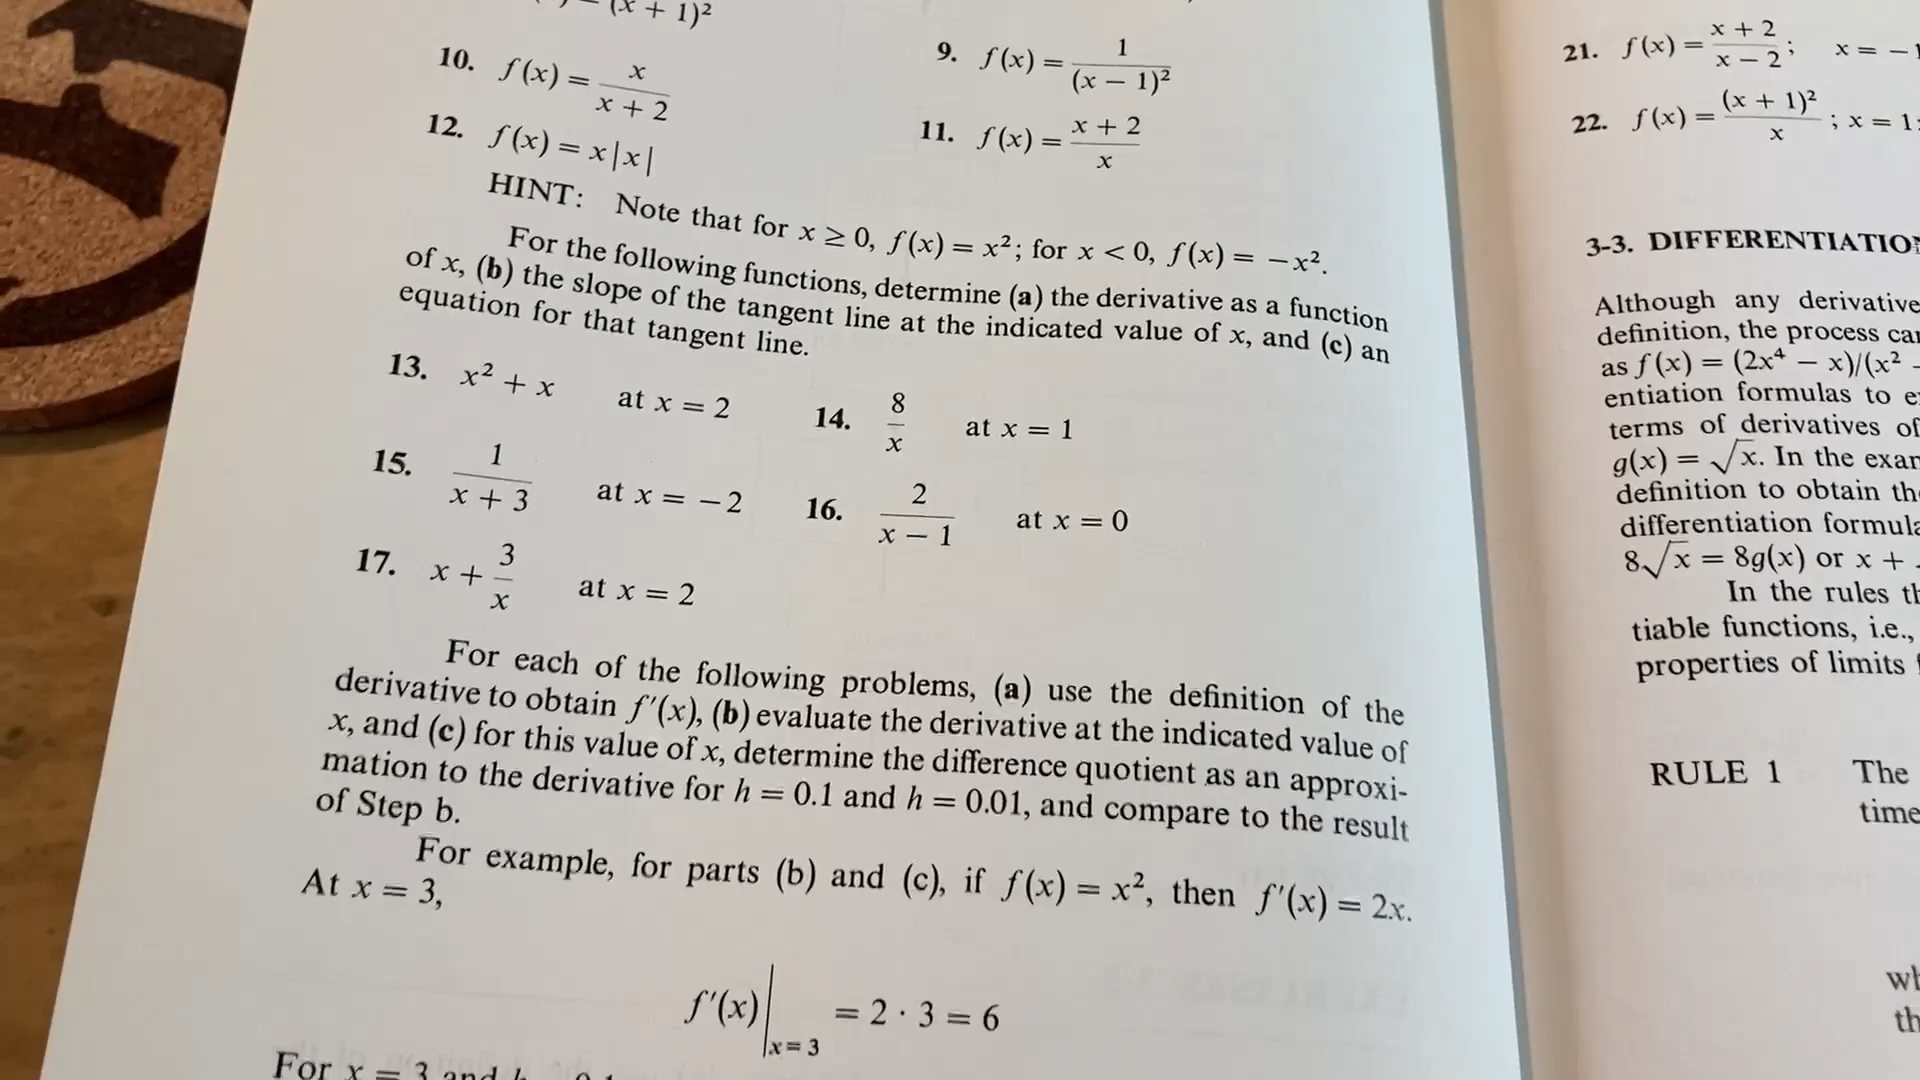 (x + 1)²
10. f(x) = x / (x + 2)
9. f(x) = 1 / (x − 1)²
12. f(x) = x|x|
11. f(x) = (x + 2) / x
HINT: Note that for x ≥ 0, f(x) = x²; for x < 0, f(x) = −x².
For the following functions, determine (a) the derivative as a function
of x, (b) the slope of the tangent line at the indicated value of x, and (c) an
equation for that tangent line.
13. x² + x at x = 2
14. 8 / x at x = 1
15. 1 / (x + 3) at x = −2
16. 2 / (x − 1) at x = 0
17. x + 3 / x at x = 2
For each of the following problems, (a) use the definition of the
derivative to obtain f′(x), (b) evaluate the derivative at the indicated value of
x, and (c) for this value of x, determine the difference quotient as an approxi-
mation to the derivative for h = 0.1 and h = 0.01, and compare to the result
of Step b.
For example, for parts (b) and (c), if f(x) = x², then f′(x) = 2x.
At x = 3,
f′(x)|x=3 = 2 · 3 = 6
For x = 3 and
21. f(x) = (x + 2) / (x − 2); x = −
22. f(x) = (x + 1)² / x; x = 1
3-3.
Although any derivative
definition, the process
as f(x) = (2x⁴ − x)/(x²
entiation formulas to
terms of derivatives of
g(x) = √x. In the
definition to obtain
differentiation
8√x = 8g(x) or x +
In the rules
tiable functions, i.e.,
properties of limits
RULE 1 The
time